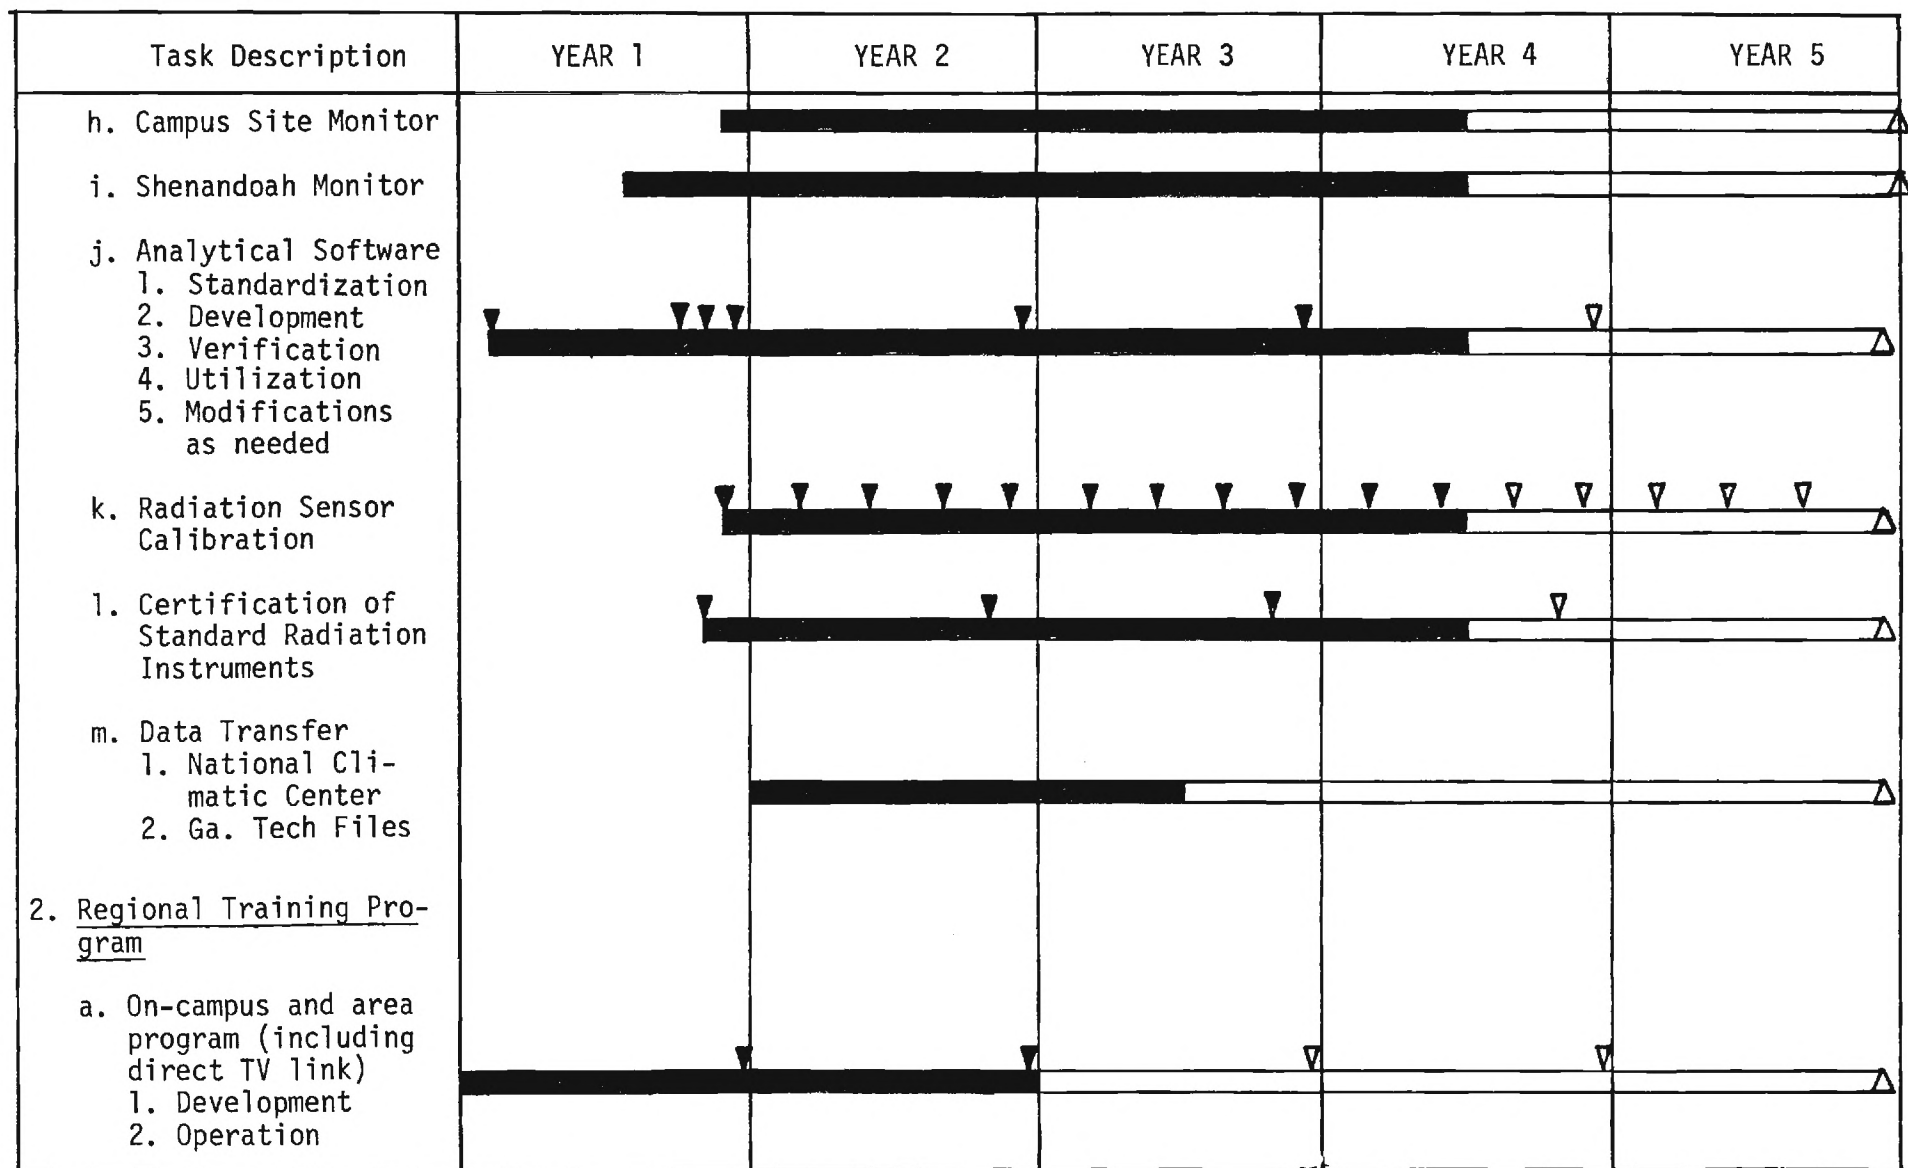 Task Description YEAR 1 YEAR 2 YEAR 3 YEAR 4 YEAR 5
h. Campus Site Monitor
i. Shenandoah Monitor
j. Analytical Software
1. Standardization
2. Development
3. Verification
4. Utilization
5. Modifications
as needed
k. Radiation Sensor
Calibration
l. Certification of
Standard Radiation
Instruments
m. Data Transfer
1. National Cli-
matic Center
2. Ga. Tech Files
2. Regional Training Pro-
gram
a. On-campus and area
program (including
direct TV link)
1. Development
2. Operation